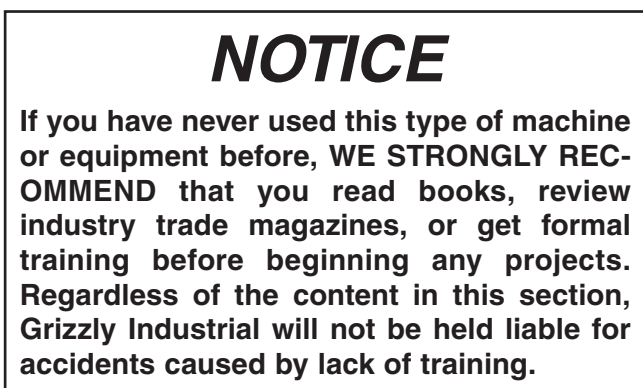 NOTICE
If you have never used this type of machine
or equipment before, WE STRONGLY REC-
OMMEND that you read books, review
industry trade magazines, or get formal
training before beginning any projects.
Regardless of the content in this section,
Grizzly Industrial will not be held liable for
accidents caused by lack of training.